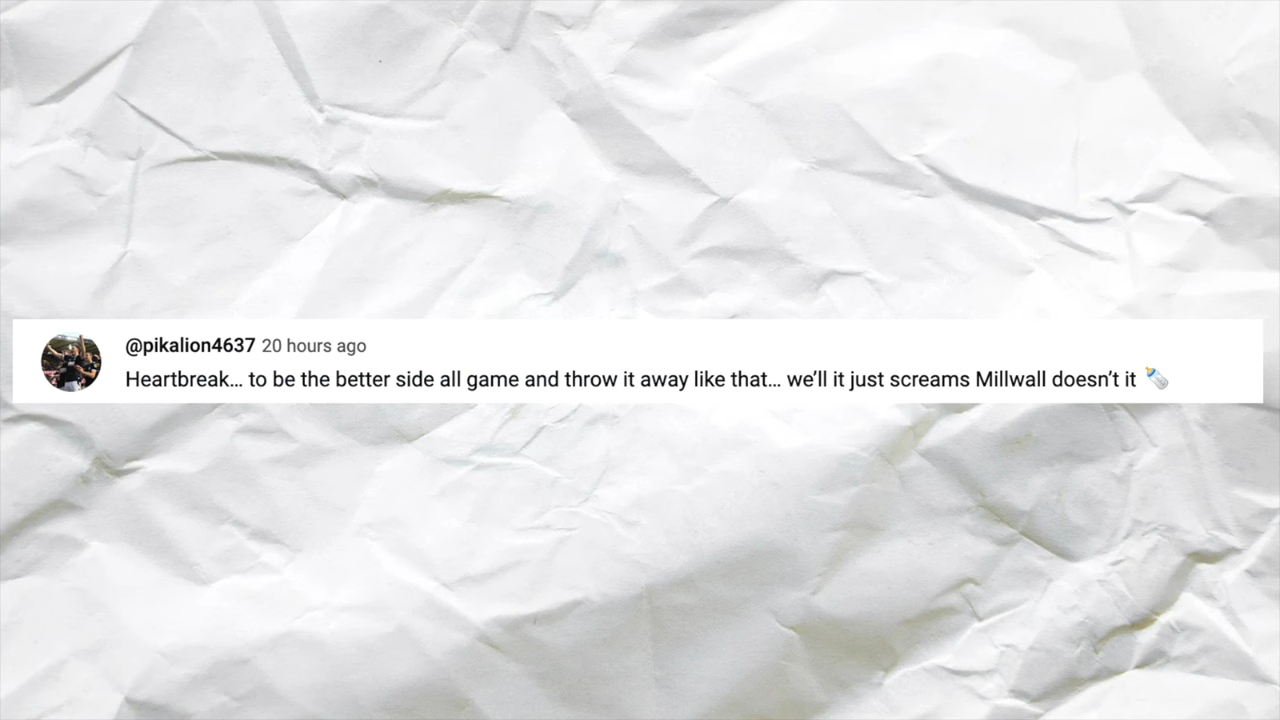 @pikalion4637 20 hours ago
Heartbreak… to be the better side all game and throw it away like that… we’ll it just screams Millwall doesn’t it 🍼